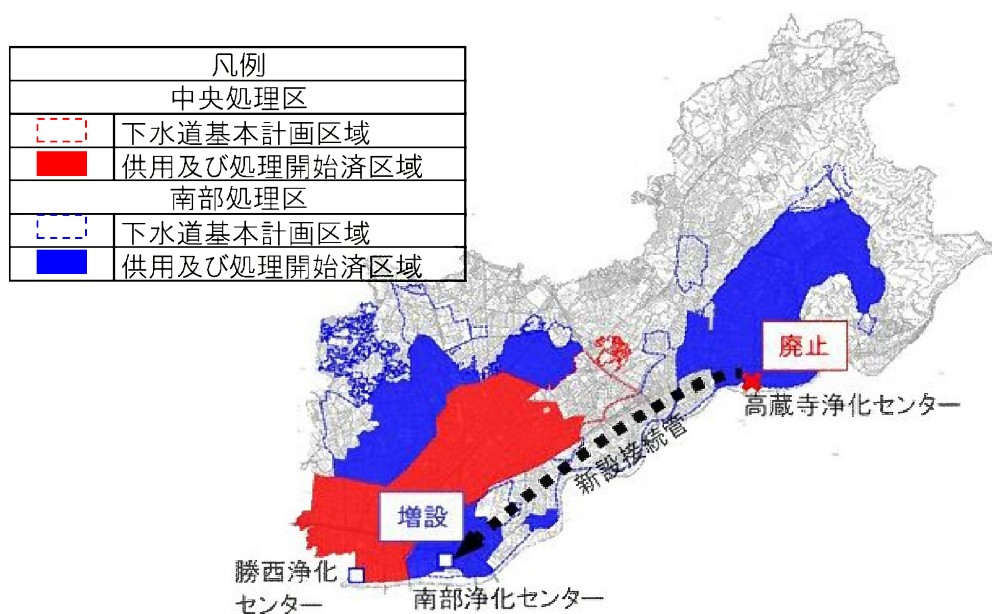 凡例
中央処理区
下水道基本計画区域
供用及び処理開始済区域
南部処理区
下水道基本計画区域
供用及び処理開始済区域
廃止
高蔵寺浄化センター
新設接続管
増設
勝西浄化
センター
南部浄化センター